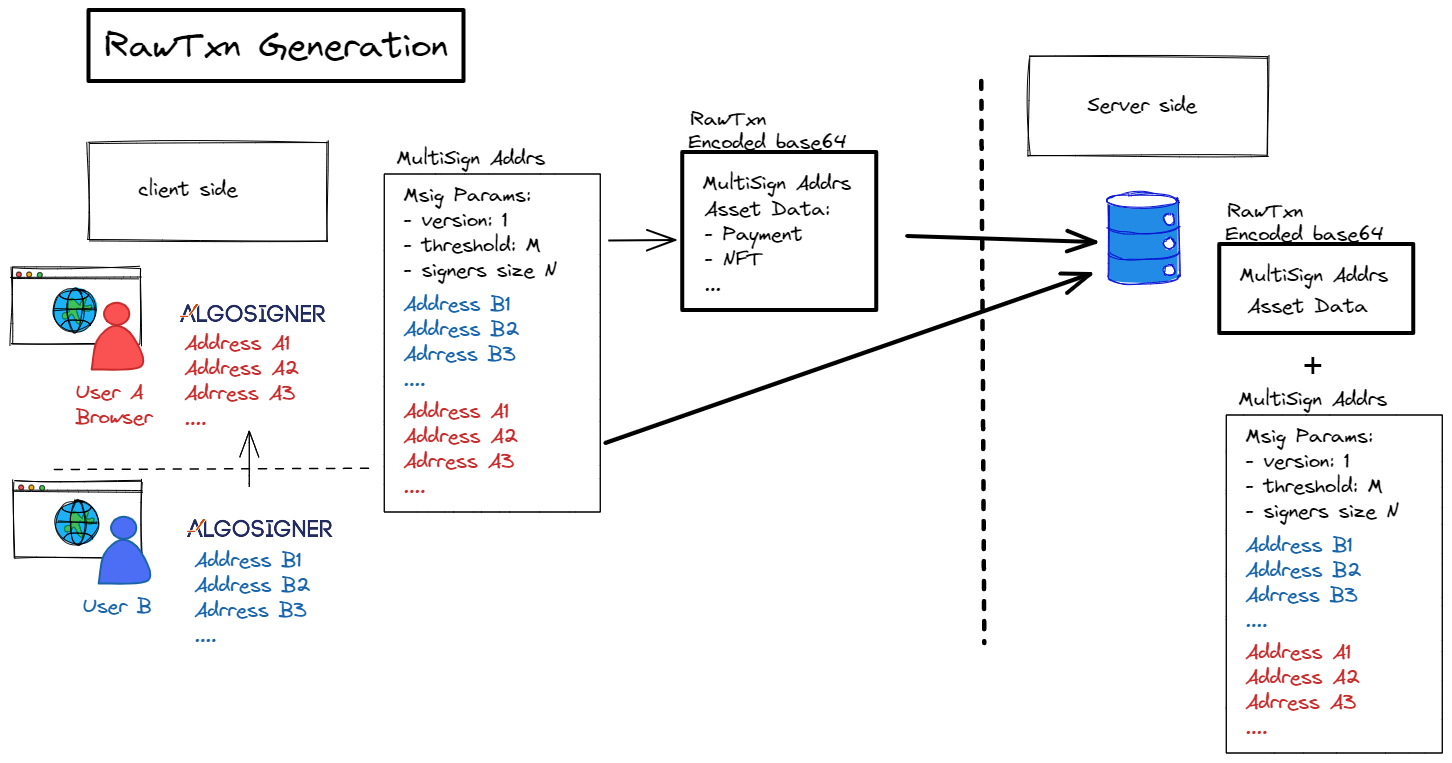 RawTxn Generation
client side
User A
Browser
ALGOSIGNER
Address A1
Address A2
Adrress A3
....
User B
ALGOSIGNER
Address B1
Address B2
Adrress B3
....
MultiSign Addrs
Msig Params:
- version: 1
- threshold: M
- signers size N
Address B1
Address B2
Adrress B3
....
Address A1
Address A2
Adrress A3
....
RawTxn
Encoded base64
MultiSign Addrs
Asset Data:
- Payment
- NFT
...
Server side
RawTxn
Encoded base64
MultiSign Addrs
Asset Data
+
MultiSign Addrs
Msig Params:
- version: 1
- threshold: M
- signers size N
Address B1
Address B2
Adrress B3
....
Address A1
Address A2
Adrress A3
....